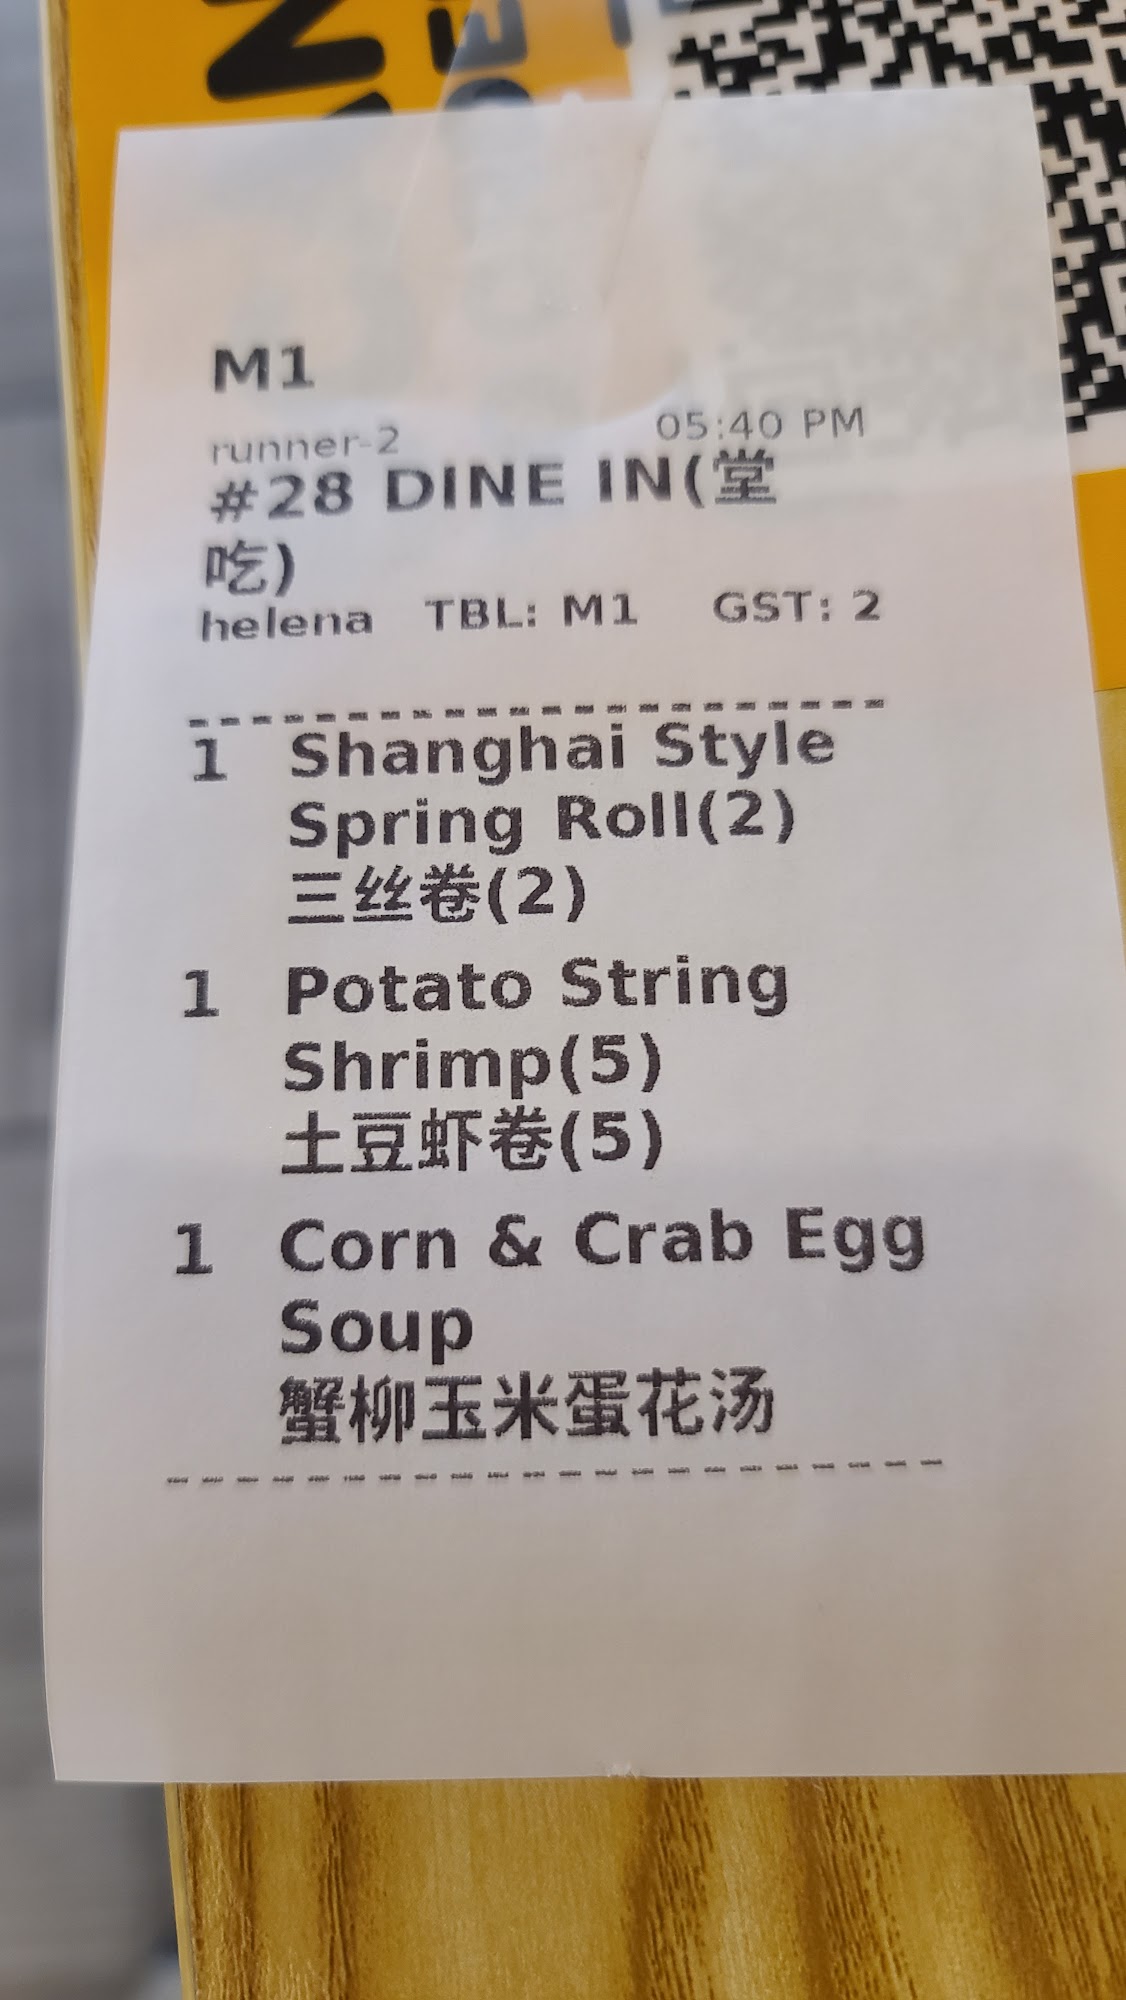 M1
runner-2 05:40 PM
#28 DINE IN(堂
吃)
helena TBL: M1 GST: 2
1 Shanghai Style
Spring Roll(2)
三丝卷(2)
1 Potato String
Shrimp(5)
土豆虾卷(5)
1 Corn & Crab Egg
Soup
蟹柳玉米蛋花汤